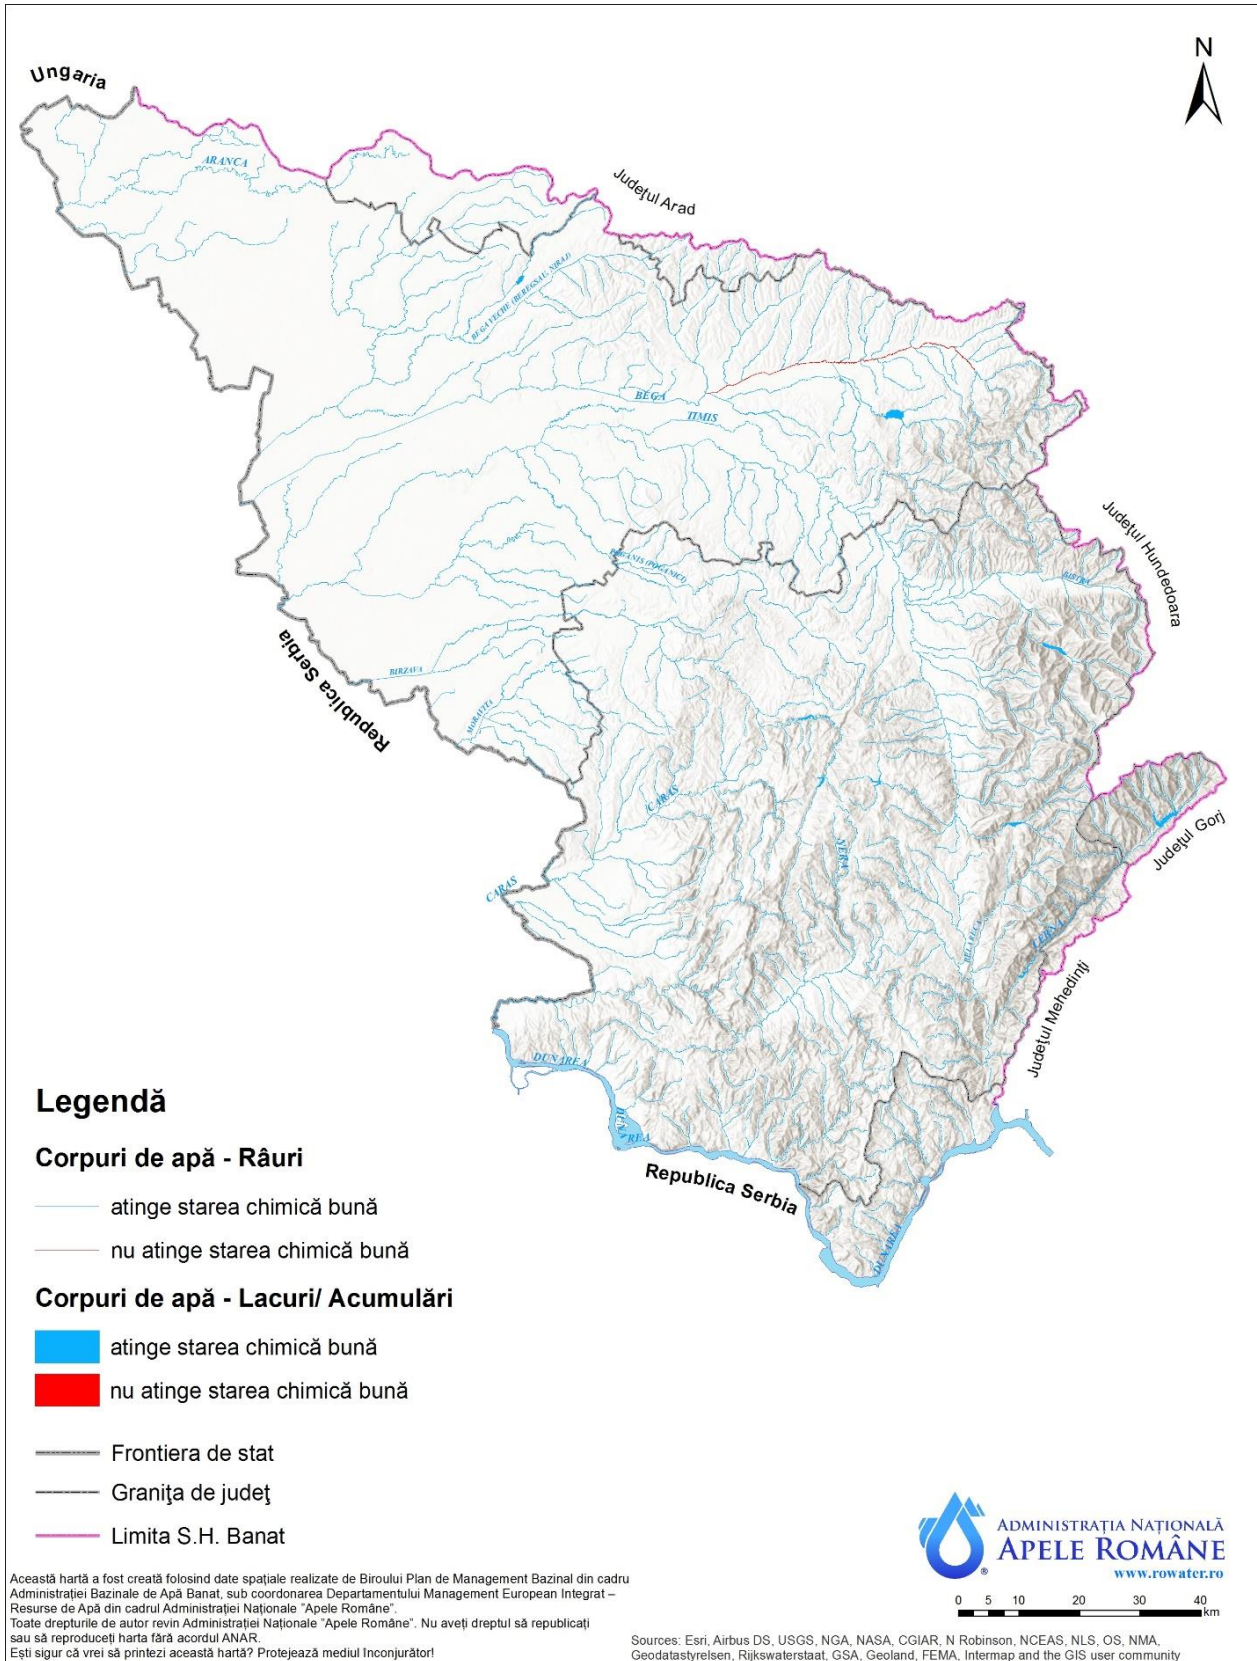 N
Ungaria
ARANCA
Județul Arad
BEGA VECHE (BEREGSAU, NIRAJ)
BEGA
TIMIS
Județul Hundedoara
POGANIS (POGANICI)
BISTRA
Republica Serbia
BIRZAVA
MORAVITA
CARAS
Județul Gorj
NERA
CARAS
BELARECA
CERNA
Județul Mehedinți
DUNAREA
DUNAREA
Republica Serbia
DUNAREA
Legendă
Corpuri de apă - Râuri
atinge starea chimică bună
nu atinge starea chimică bună
Corpuri de apă - Lacuri/ Acumulări
atinge starea chimică bună
nu atinge starea chimică bună
Frontiera de stat
Granița de județ
Limita S.H. Banat
ADMINISTRAȚIA NAȚIONALĂ
APELE ROMÂNE
www.rowater.ro
®
0 5 10 20 30 40
km
Această hartă a fost creată folosind date spațiale realizate de Biroului Plan de Management Bazinal din cadru
Administrației Bazinale de Apă Banat, sub coordonarea Departamentului Management European Integrat –
Resurse de Apă din cadrul Administrației Naționale "Apele Române".
Toate drepturile de autor revin Administrației Naționale "Apele Române". Nu aveți dreptul să republicați
sau să reproduceți harta fără acordul ANAR.
Ești sigur că vrei să printezi această hartă? Protejează mediul înconjurător!
Sources: Esri, Airbus DS, USGS, NGA, NASA, CGIAR, N Robinson, NCEAS, NLS, OS, NMA,
Geodatastyrelsen, Rijkswaterstaat, GSA, Geoland, FEMA, Intermap and the GIS user community